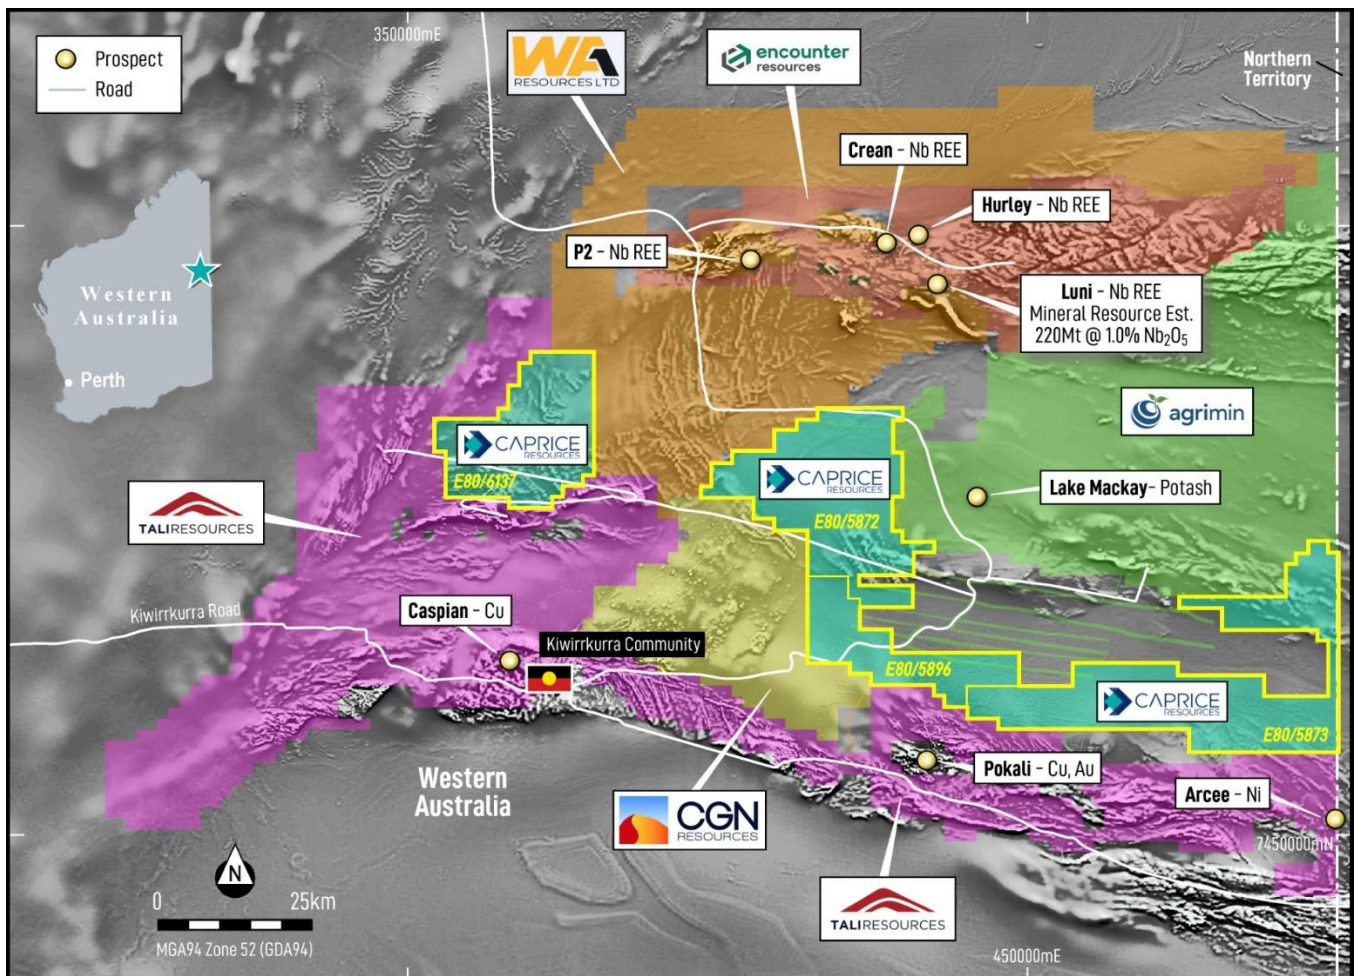 350000mE
Prospect
Road
WA1
RESOURCES LTD
encounter
resources
Northern
Territory
Crean - Nb REE
Hurley - Nb REE
P2 - Nb REE
Luni - Nb REE
Mineral Resource Est.
220Mt @ 1.0% Nb₂O₅
Western
Australia
Perth
agrimin
CAPRICE
RESOURCES
E80/6137
CAPRICE
RESOURCES
E80/5872
Lake Mackay- Potash
TALIRESOURCES
Kiwirrkurra Road
Caspian - Cu
Kiwirrkurra Community
E80/5896
CAPRICE
RESOURCES
E80/5873
Western
Australia
Pokali - Cu, Au
Arcee - Ni
CGN
RESOURCES
7450000mN
N
0 25km
MGA94 Zone 52 (GDA94)
TALIRESOURCES
450000mE